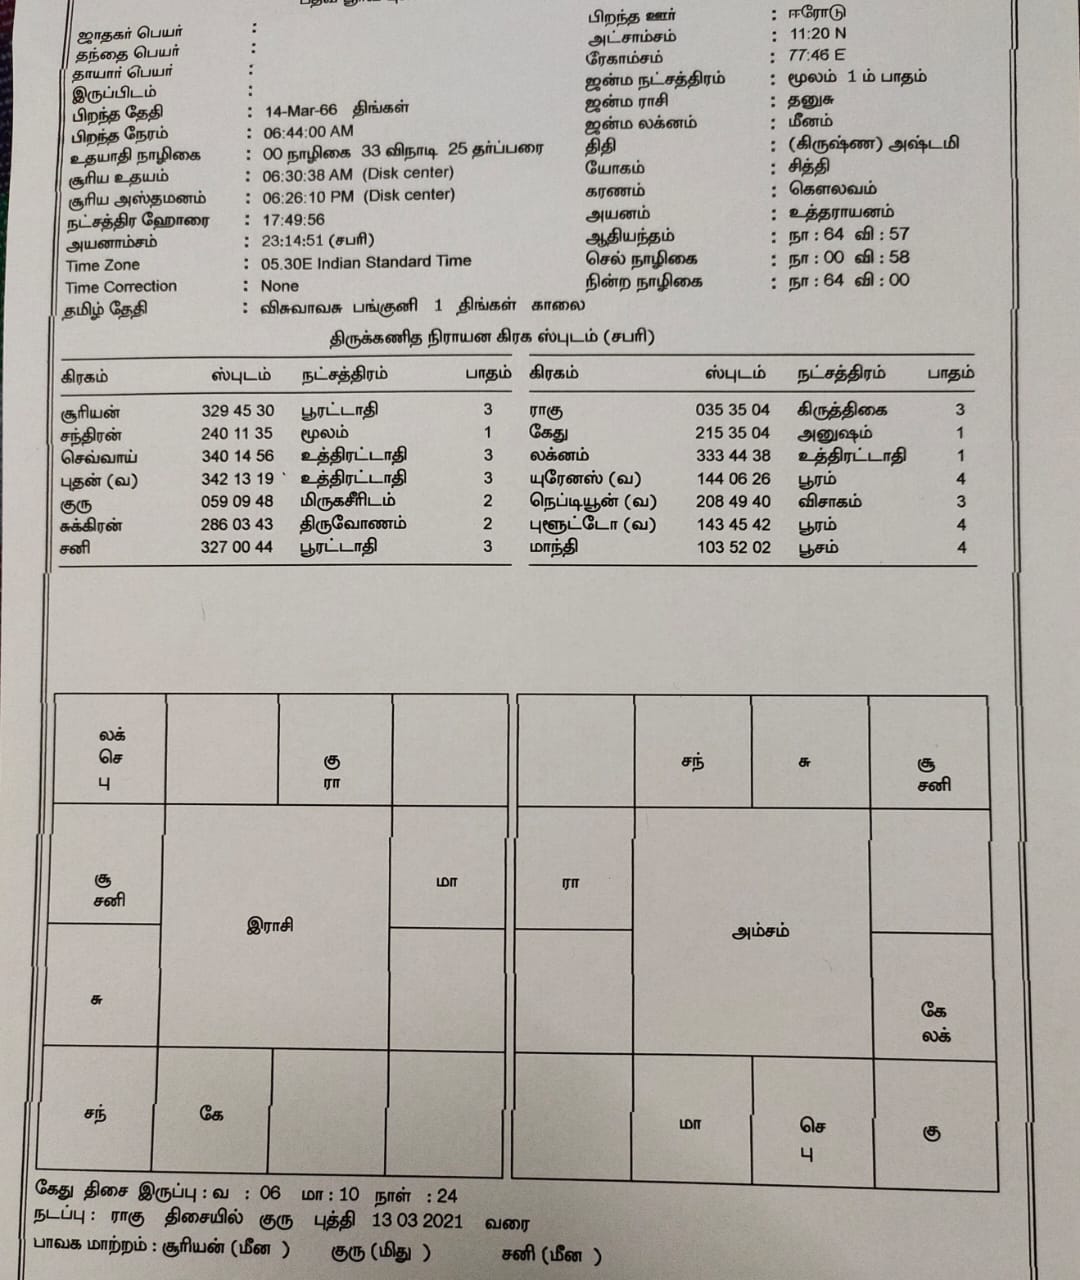 ஜாதகர் பெயர் :
தந்தை பெயர் :
தாயார் பெயர் :
இருப்பிடம் :
பிறந்த தேதி : 14-Mar-66 திங்கள்
பிறந்த நேரம் : 06:44:00 AM
உதயாதி நாழிகை : 00 நாழிகை 33 விநாடி 25 தர்ப்பரை
சூரிய உதயம் : 06:30:38 AM (Disk center)
சூரிய அஸ்தமனம் : 06:26:10 PM (Disk center)
நட்சத்திர ஹோரை : 17:49:56
அயனாம்சம் : 23:14:51 (சபரி)
Time Zone : 05.30E Indian Standard Time
Time Correction : None
தமிழ் தேதி : விசுவாவசு பங்குனி 1 திங்கள் காலை
பிறந்த ஊர் : ஈரோடு
அட்சாம்சம் : 11:20 N
ரேகாம்சம் : 77:46 E
ஜன்ம நட்சத்திரம் : மூலம் 1 ம் பாதம்
ஜன்ம ராசி : தனுசு
ஜன்ம லக்னம் : மீனம்
திதி : (கிருஷ்ண) அஷ்டமி
யோகம் : சித்தி
கரணம் : கௌலவம்
அயனம் : உத்தராயனம்
ஆதியந்தம் : நா : 64 வி : 57
செல் நாழிகை : நா : 00 வி : 58
நின்ற நாழிகை : நா : 64 வி : 00
திருக்கணித நிராயன கிரக ஸ்புடம் (சபரி)
கிரகம் ஸ்புடம் நட்சத்திரம் பாதம்
சூரியன் 329 45 30 பூரட்டாதி 3
சந்திரன் 240 11 35 மூலம் 1
செவ்வாய் 340 14 56 உத்திரட்டாதி 3
புதன் (வ) 342 13 19 உத்திரட்டாதி 3
குரு 059 09 48 மிருகசீரிடம் 2
சுக்கிரன் 286 03 43 திருவோணம் 2
சனி 327 00 44 பூரட்டாதி 3
கிரகம் ஸ்புடம் நட்சத்திரம் பாதம்
ராகு 035 35 04 கிருத்திகை 3
கேது 215 35 04 அனுஷம் 1
லக்னம் 333 44 38 உத்திரட்டாதி 1
யுரேனஸ் (வ) 144 06 26 பூரம் 4
நெப்டியூன் (வ) 208 49 40 விசாகம் 3
புளூட்டோ (வ) 143 45 42 பூரம் 4
மாந்தி 103 52 02 பூசம் 4
லக்
செ
பு
கு
ரா
சூ
சனி
இராசி
மா
சு
சந்
கே
சந்
சு
சூ
சனி
ரா
அம்சம்
கே
லக்
மா
செ
பு
கு
கேது திசை இருப்பு : வ : 06 மா : 10 நாள் : 24
நடப்பு : ராகு திசையில் குரு புத்தி 13 03 2021 வரை
பாவக மாற்றம் : சூரியன் (மீன ) குரு (மிது ) சனி (மீன )